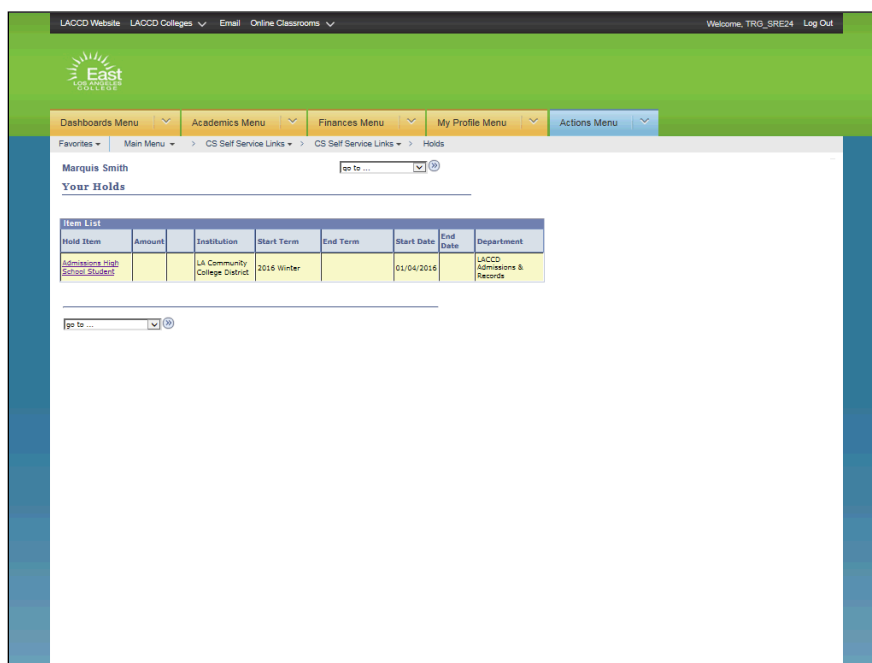 LACCD Website LACCD Colleges Email Online Classrooms Welcome, TRG_SRE24 Log Out
East
LOS ANGELES
COLLEGE
Dashboards Menu Academics Menu Finances Menu My Profile Menu Actions Menu
Favorites Main Menu > CS Self Service Links > CS Self Service Links > Holds
Marquis Smith go to ...
Your Holds
Item List
Hold Item Amount Institution Start Term End Term Start Date End Date Department
Admissions High School Student LA Community College District 2016 Winter 01/04/2016 LACCD Admissions & Records
go to ...